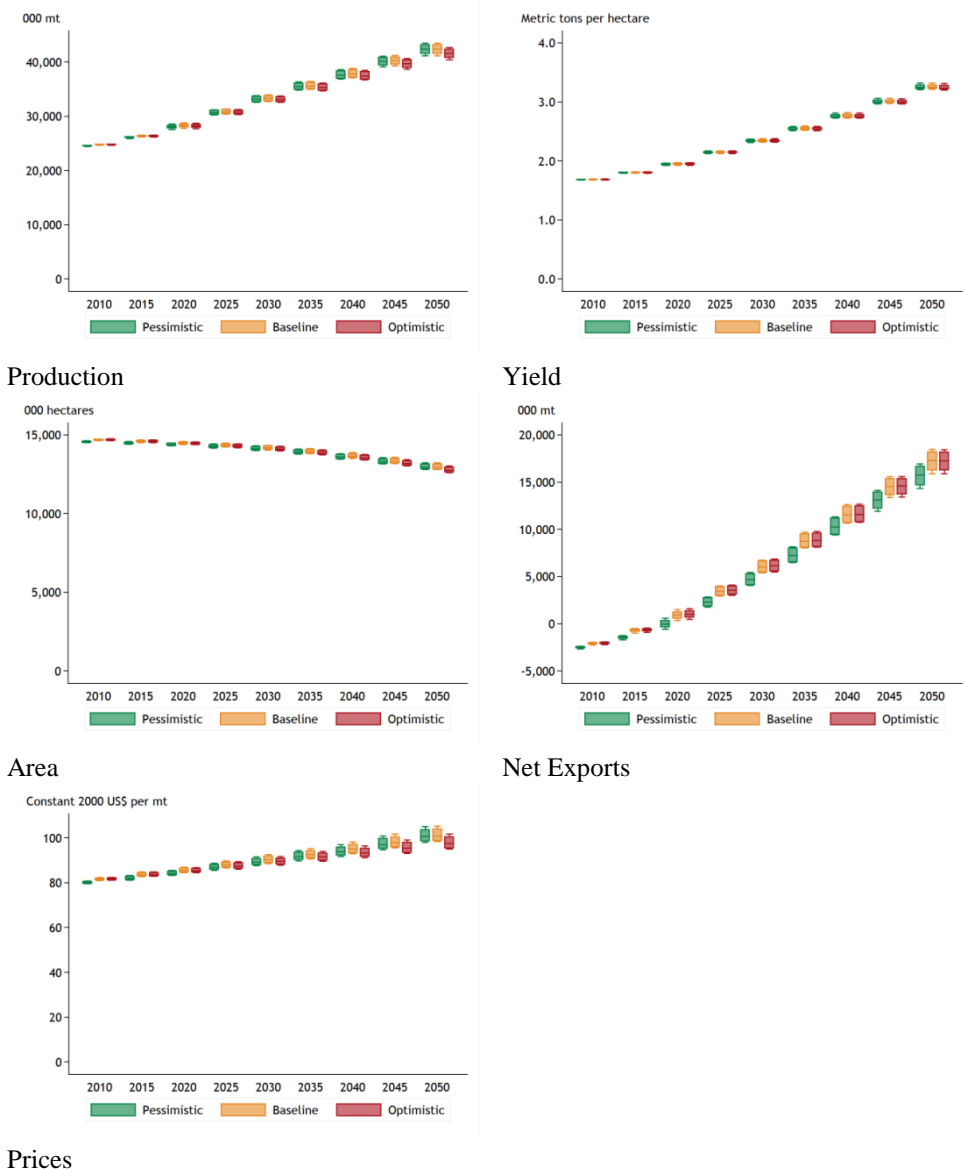 000 mt
40,000
30,000
20,000
10,000
0
2010 2015 2020 2025 2030 2035 2040 2045 2050
Pessimistic Baseline Optimistic
Production
Metric tons per hectare
4.0
3.0
2.0
1.0
0.0
2010 2015 2020 2025 2030 2035 2040 2045 2050
Pessimistic Baseline Optimistic
Yield
000 hectares
15,000
10,000
5,000
0
2010 2015 2020 2025 2030 2035 2040 2045 2050
Pessimistic Baseline Optimistic
Area
000 mt
20,000
15,000
10,000
5,000
0
-5,000
2010 2015 2020 2025 2030 2035 2040 2045 2050
Pessimistic Baseline Optimistic
Net Exports
Constant 2000 US$ per mt
100
80
60
40
20
0
2010 2015 2020 2025 2030 2035 2040 2045 2050
Pessimistic Baseline Optimistic
Prices